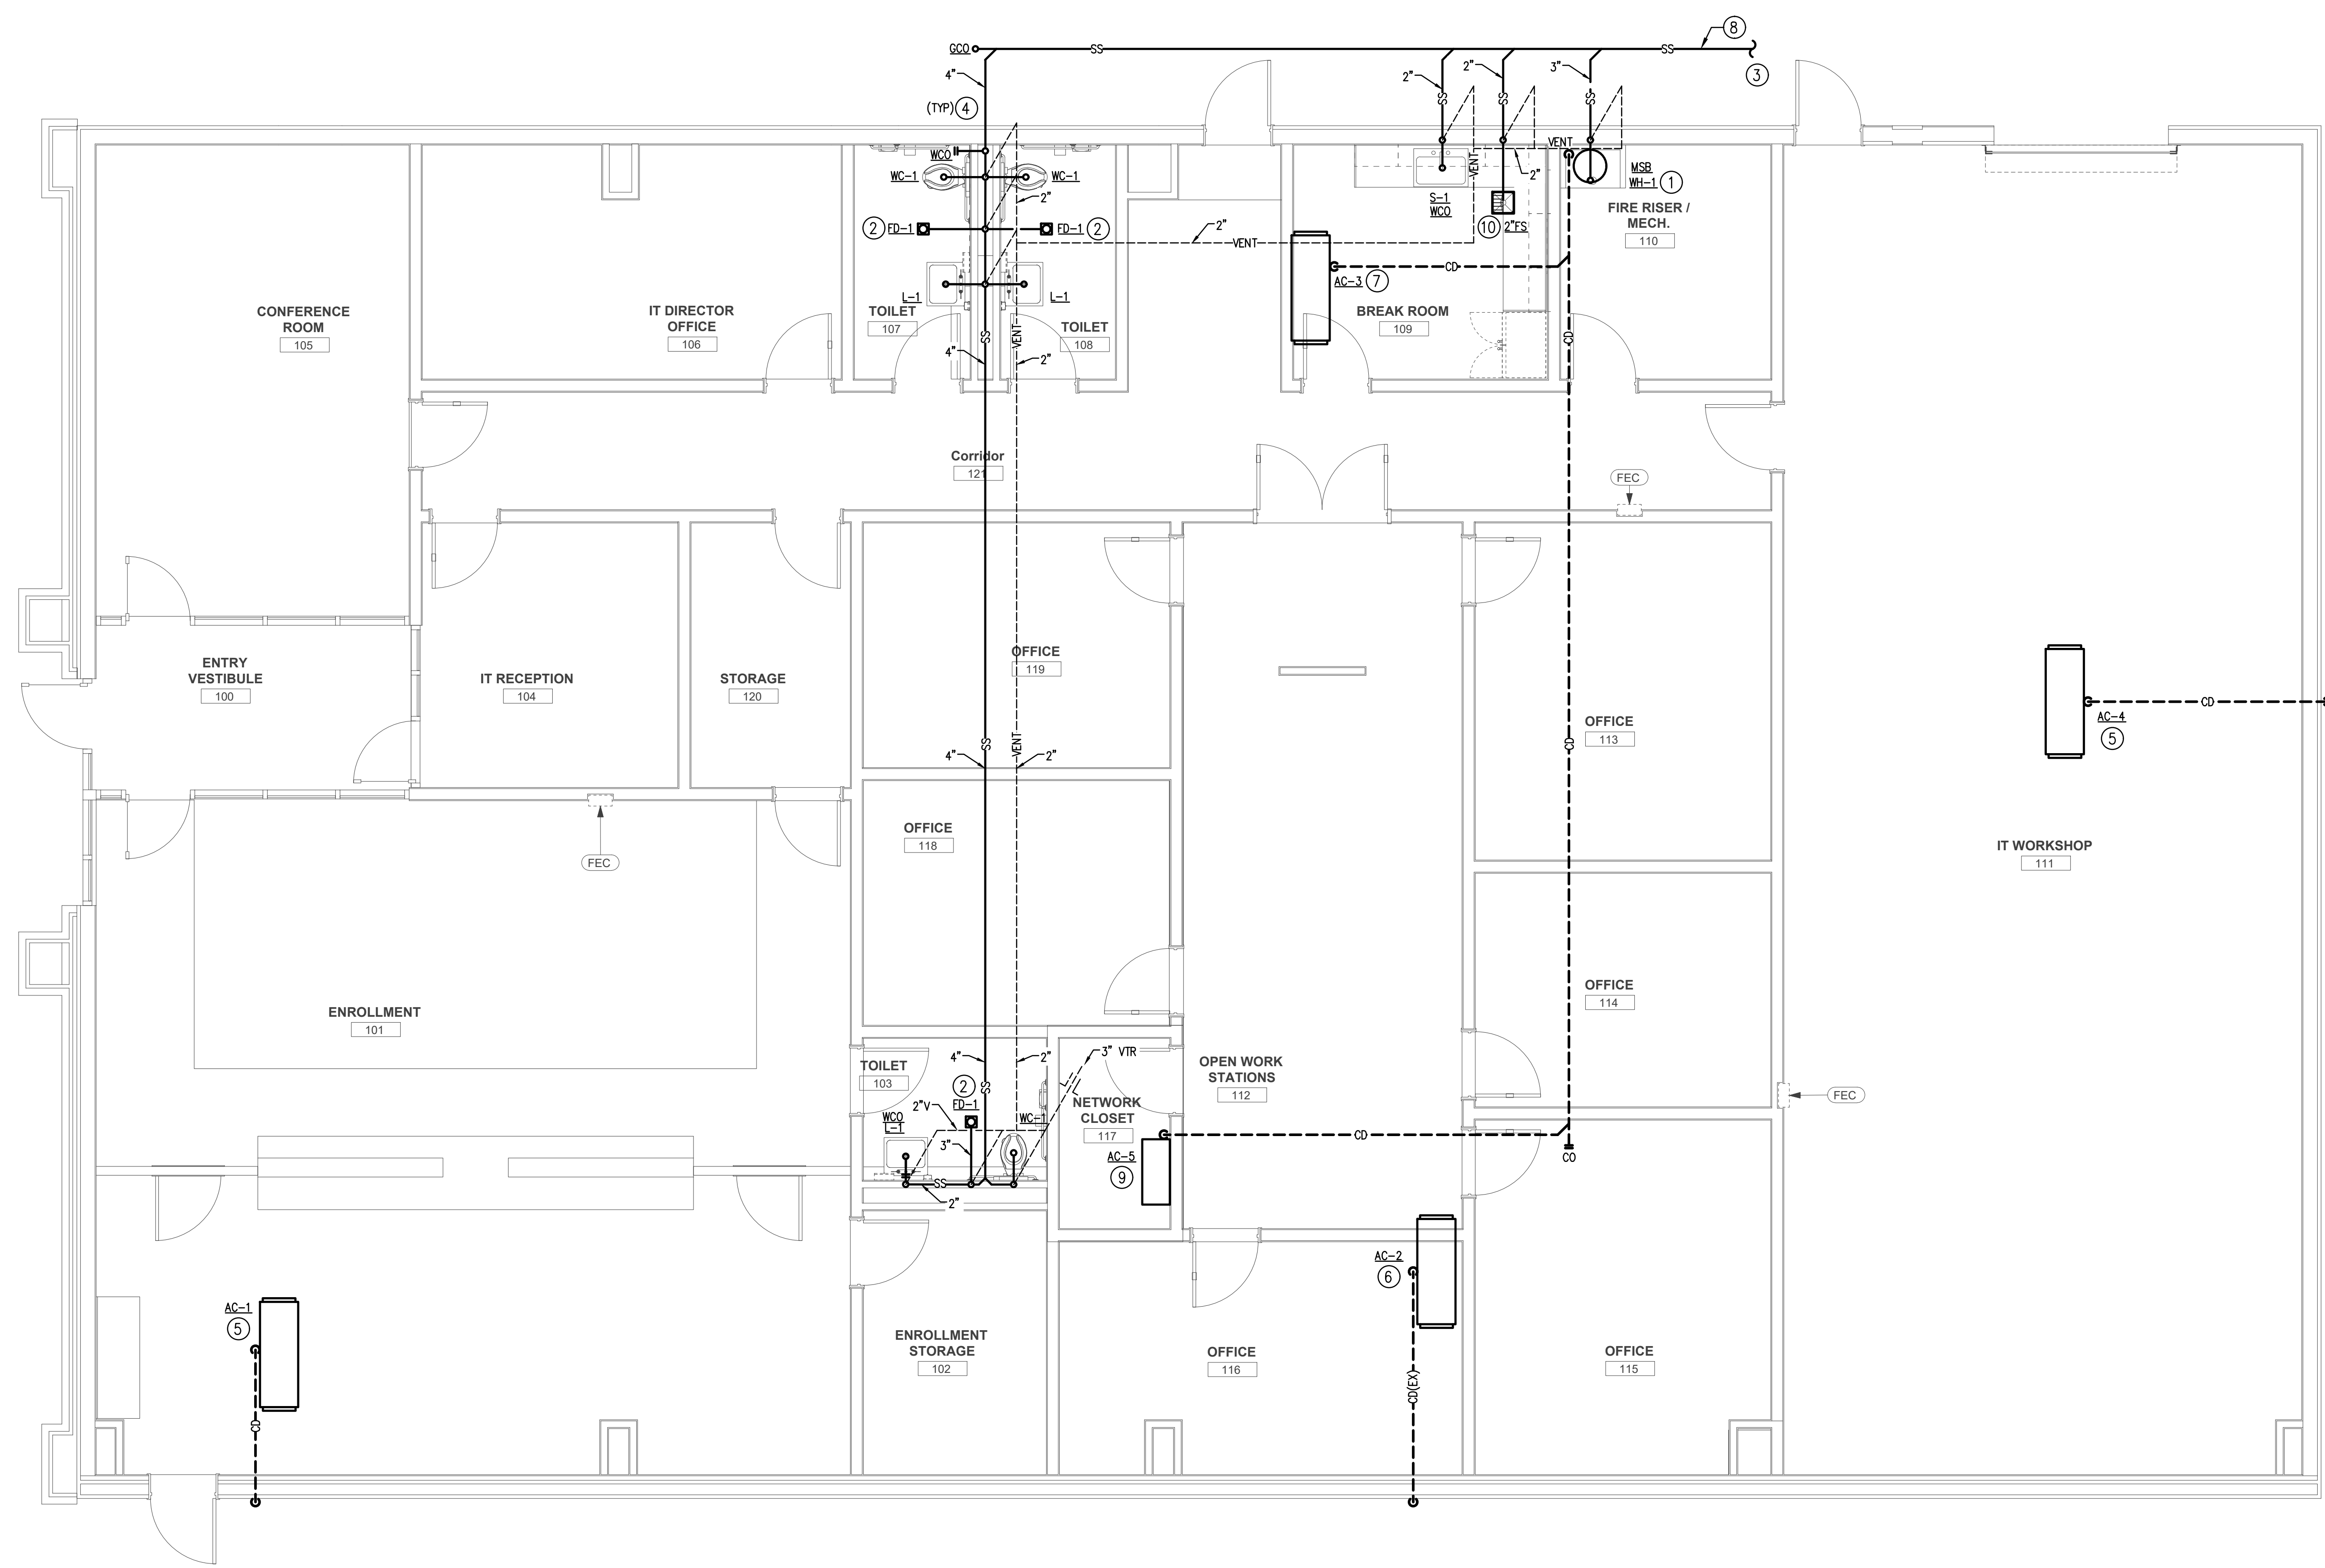 8
GCO
SS
SS
3
4"
2"
2"
3"
(TYP) 4
SS
SS
SS
WCO
VENT
VENT
2"
MSB
WH-1 1
WC-1
WC-1
2"
S-1
WCO
10 2"FS
FIRE RISER /
MECH.
110
2 FD-1
FD-1 2
2"
VENT
CD
AC-3 7
L-1
L-1
CONFERENCE
ROOM
105
IT DIRECTOR
OFFICE
106
TOILET
107
TOILET
108
BREAK ROOM
109
SS
VENT
CD
4"
2"
Corridor
121
FEC
ENTRY
VESTIBULE
100
IT RECEPTION
104
STORAGE
120
OFFICE
119
OFFICE
113
CD
AC-4
5
SS
VENT
CD
4"
2"
OFFICE
118
IT WORKSHOP
111
FEC
ENROLLMENT
101
OFFICE
114
TOILET
103
4"
2"
3" VTR
SS
2
FD-1
2"V
WCO
L-1
WC-1
3"
SS
2"
NETWORK
CLOSET
117
OPEN WORK
STATIONS
112
FEC
CD
CO
AC-5
9
AC-2
6
AC-1
5
CD
ENROLLMENT
STORAGE
102
OFFICE
116
CD(EX)
OFFICE
115